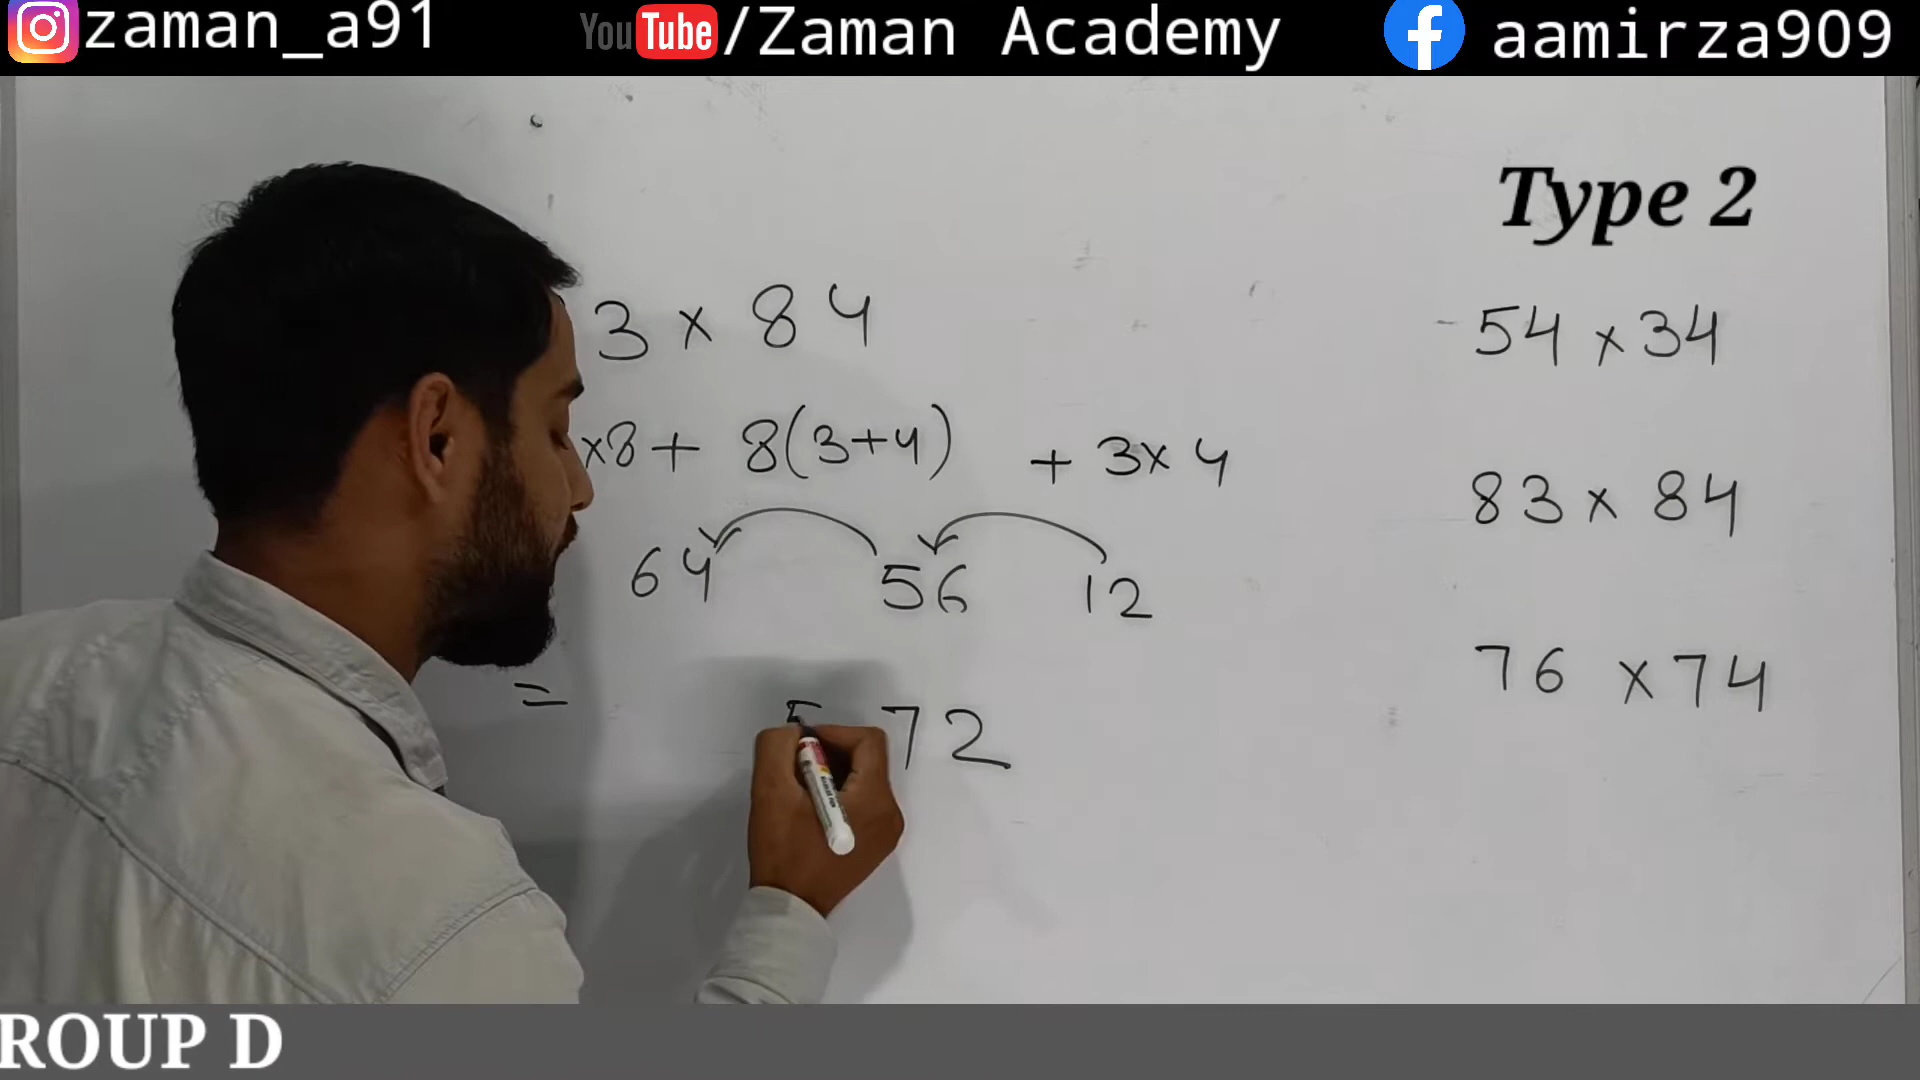 zaman_a91 YouTube/Zaman Academy aamirza909
Type 2
3 x 84
54 x 34
x8 + 8(3+4) + 3x4
83 x 84
64 56 12
76 x 74
= 5 72
ROUP D